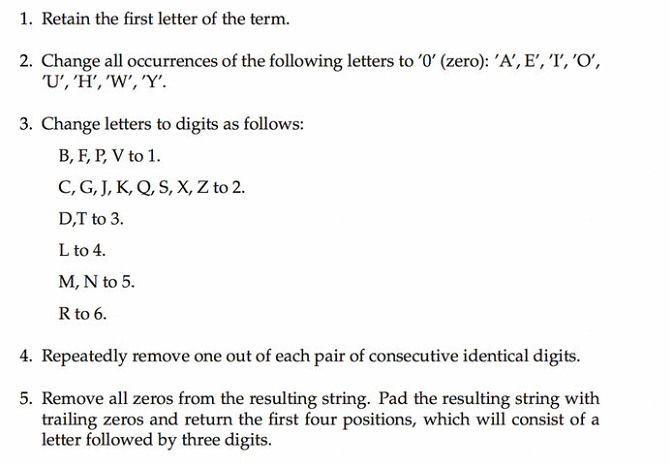 1. Retain the first letter of the term.
2. Change all occurrences of the following letters to ’0′ (zero): ’A′, E′, ’I′, ’O′,
’U′, ’H′, ’W′, ’Y′.
3. Change letters to digits as follows:
B, F, P, V to 1.
C, G, J, K, Q, S, X, Z to 2.
D,T to 3.
L to 4.
M, N to 5.
R to 6.
4. Repeatedly remove one out of each pair of consecutive identical digits.
5. Remove all zeros from the resulting string. Pad the resulting string with
trailing zeros and return the first four positions, which will consist of a
letter followed by three digits.